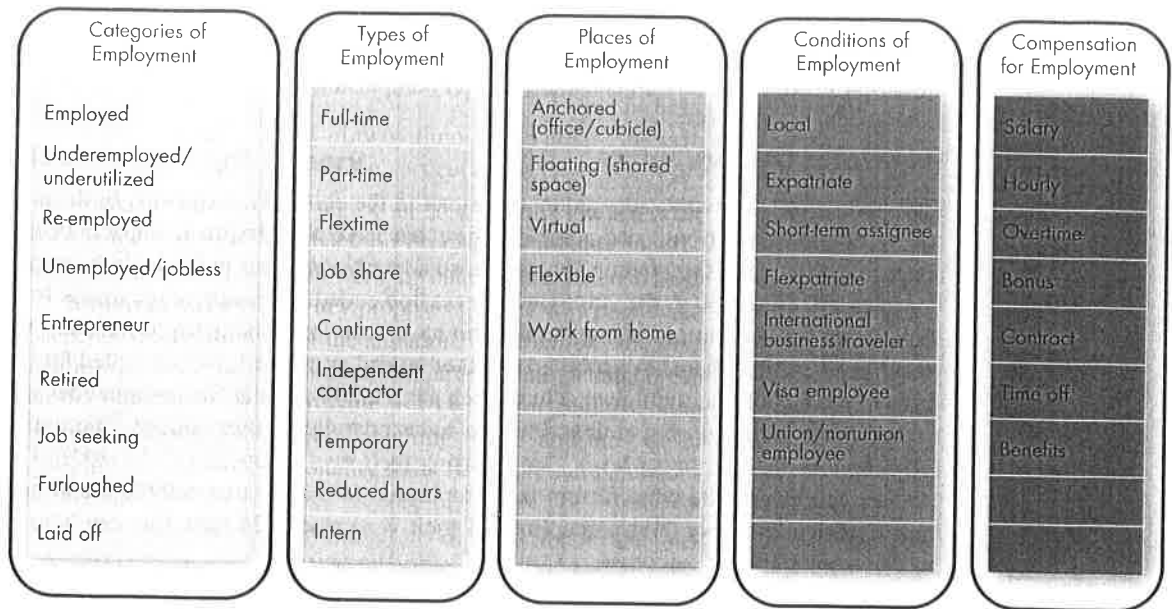 Categories of
Employment
Employed
Underemployed/
underutilized
Re-employed
Unemployed/jobless
Entrepreneur
Retired
Job seeking
Furloughed
Laid off
Types of
Employment
Full-time
Part-time
Flextime
Job share
Contingent
Independent
contractor
Temporary
Reduced hours
Intern
Places of
Employment
Anchored
(office/cubicle)
Floating (shared
space)
Virtual
Flexible
Work from home
Conditions of
Employment
Local
Expatriate
Short-term assignee
Flexpatriate
International
business traveler
Visa employee
Union/nonunion
employee
Compensation
for Employment
Salary
Hourly
Overtime
Bonus
Contract
Time off
Benefits